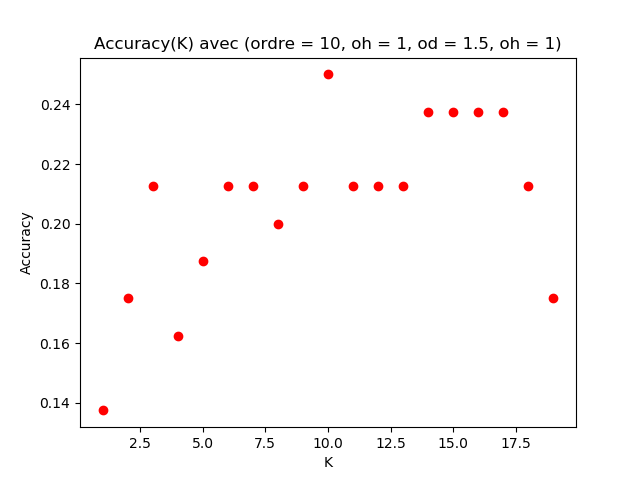 Accuracy(K) avec (ordre = 10, oh = 1, od = 1.5, oh = 1)
0.24
0.22
0.20
0.18
0.16
0.14
Accuracy
2.5 5.0 7.5 10.0 12.5 15.0 17.5
K